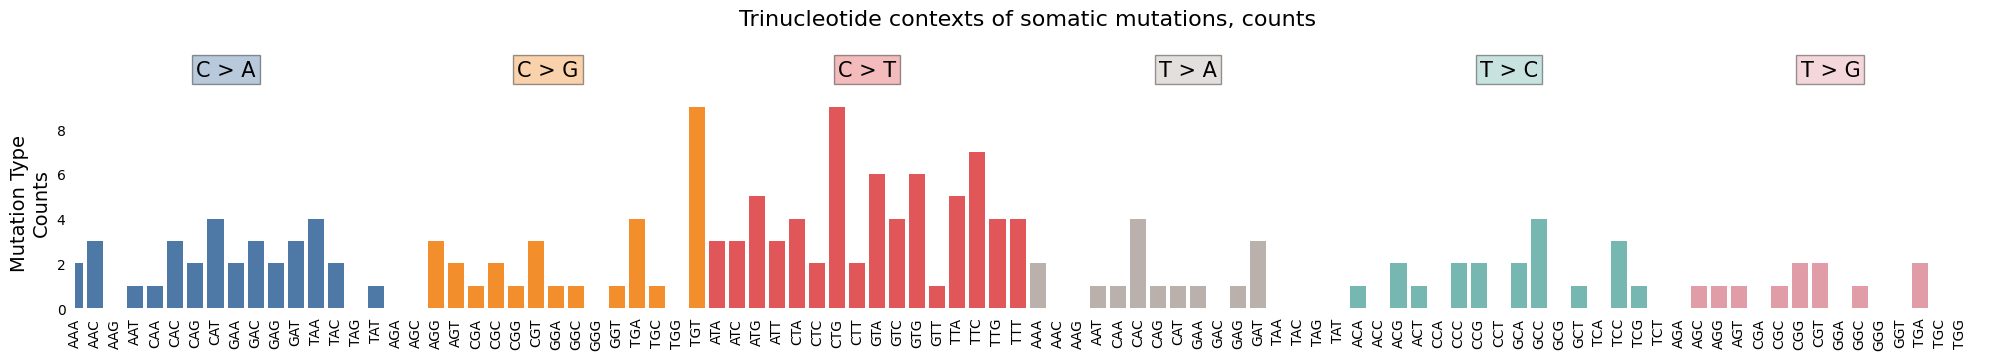 Trinucleotide contexts of somatic mutations, counts
C > A
C > G
C > T
T > A
T > C
T > G
Mutation Type
Counts
8
6
4
2
0
AAA
AAC
AAG
AAT
CAA
CAC
CAG
CAT
GAA
GAC
GAG
GAT
TAA
TAC
TAG
TAT
AGA
AGC
AGG
AGT
CGA
CGC
CGG
CGT
GGA
GGC
GGG
GGT
TGA
TGC
TGG
TGT
ATA
ATC
ATG
ATT
CTA
CTC
CTG
CTT
GTA
GTC
GTG
GTT
TTA
TTC
TTG
TTT
AAA
AAC
AAG
AAT
CAA
CAC
CAG
CAT
GAA
GAC
GAG
GAT
TAA
TAC
TAG
TAT
ACA
ACC
ACG
ACT
CCA
CCC
CCG
CCT
GCA
GCC
GCG
GCT
TCA
TCC
TCG
TCT
AGA
AGC
AGG
AGT
CGA
CGC
CGG
CGT
GGA
GGC
GGG
GGT
TGA
TGC
TGG